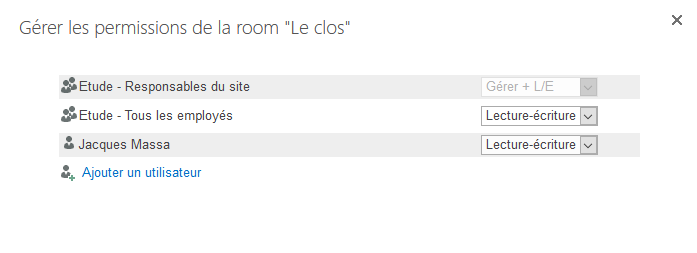 Gérer les permissions de la room "Le clos"
Etude - Responsables du site Gérer + L/E
Etude - Tous les employés Lecture-écriture
Jacques Massa Lecture-écriture
Ajouter un utilisateur